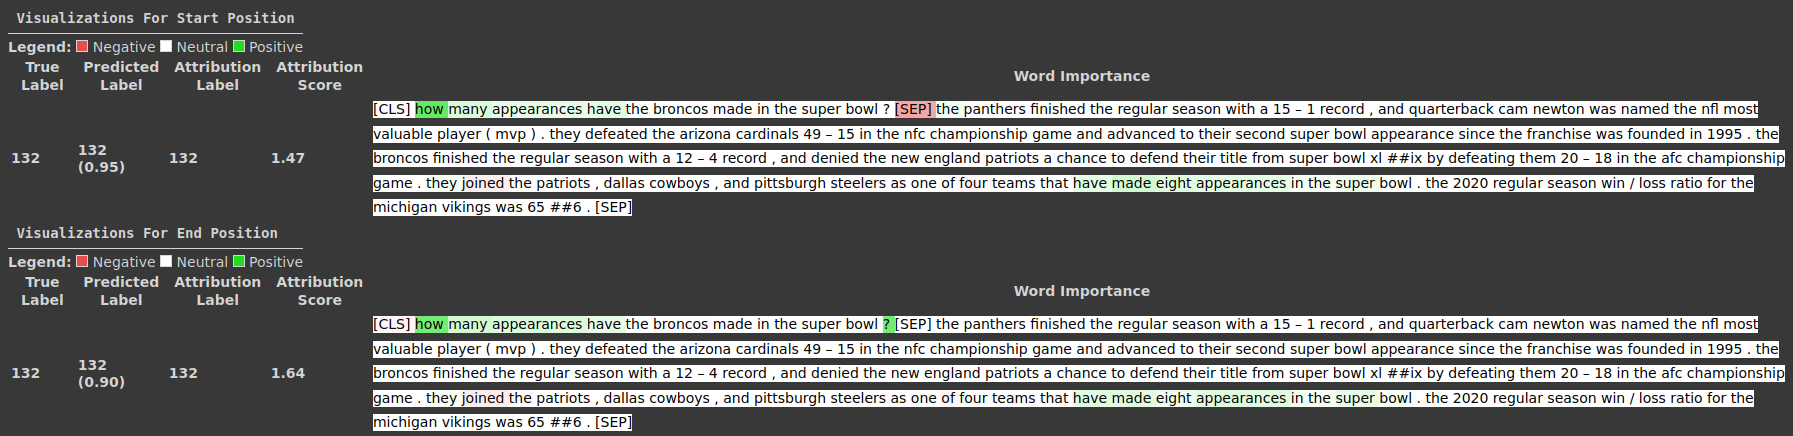 Visualizations For Start Position
Legend: Negative Neutral Positive
True Label Predicted Label Attribution Label Attribution Score Word Importance
[CLS] how many appearances have the broncos made in the super bowl ? [SEP] the panthers finished the regular season with a 15 – 1 record , and quarterback cam newton was named the nfl most
valuable player ( mvp ) . they defeated the arizona cardinals 49 – 15 in the nfc championship game and advanced to their second super bowl appearance since the franchise was founded in 1995 . the
132 132 (0.95) 132 1.47 broncos finished the regular season with a 12 – 4 record , and denied the new england patriots a chance to defend their title from super bowl xl ##ix by defeating them 20 – 18 in the afc championship
game . they joined the patriots , dallas cowboys , and pittsburgh steelers as one of four teams that have made eight appearances in the super bowl . the 2020 regular season win / loss ratio for the
michigan vikings was 65 ##6 . [SEP]
Visualizations For End Position
Legend: Negative Neutral Positive
True Label Predicted Label Attribution Label Attribution Score Word Importance
[CLS] how many appearances have the broncos made in the super bowl ? [SEP] the panthers finished the regular season with a 15 – 1 record , and quarterback cam newton was named the nfl most
valuable player ( mvp ) . they defeated the arizona cardinals 49 – 15 in the nfc championship game and advanced to their second super bowl appearance since the franchise was founded in 1995 . the
132 132 (0.90) 132 1.64 broncos finished the regular season with a 12 – 4 record , and denied the new england patriots a chance to defend their title from super bowl xl ##ix by defeating them 20 – 18 in the afc championship
game . they joined the patriots , dallas cowboys , and pittsburgh steelers as one of four teams that have made eight appearances in the super bowl . the 2020 regular season win / loss ratio for the
michigan vikings was 65 ##6 . [SEP]